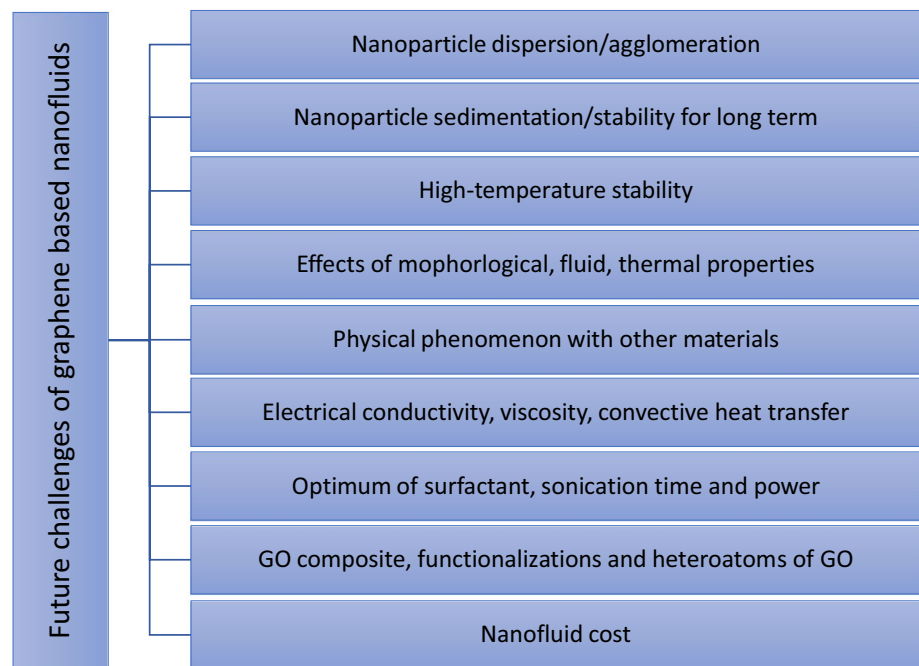 Future challenges of graphene based nanofluids
Nanoparticle dispersion/agglomeration
Nanoparticle sedimentation/stability for long term
High-temperature stability
Effects of mophorlogical, fluid, thermal properties
Physical phenomenon with other materials
Electrical conductivity, viscosity, convective heat transfer
Optimum of surfactant, sonication time and power
GO composite, functionalizations and heteroatoms of GO
Nanofluid cost